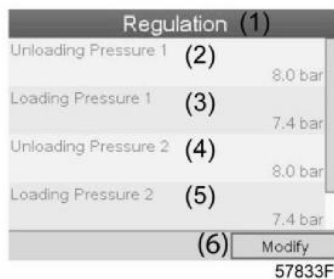 Regulation (1)
Unloading Pressure 1 (2)
8.0 bar
Loading Pressure 1 (3)
7.4 bar
Unloading Pressure 2 (4)
8.0 bar
Loading Pressure 2 (5)
7.4 bar
(6) Modify
57833F